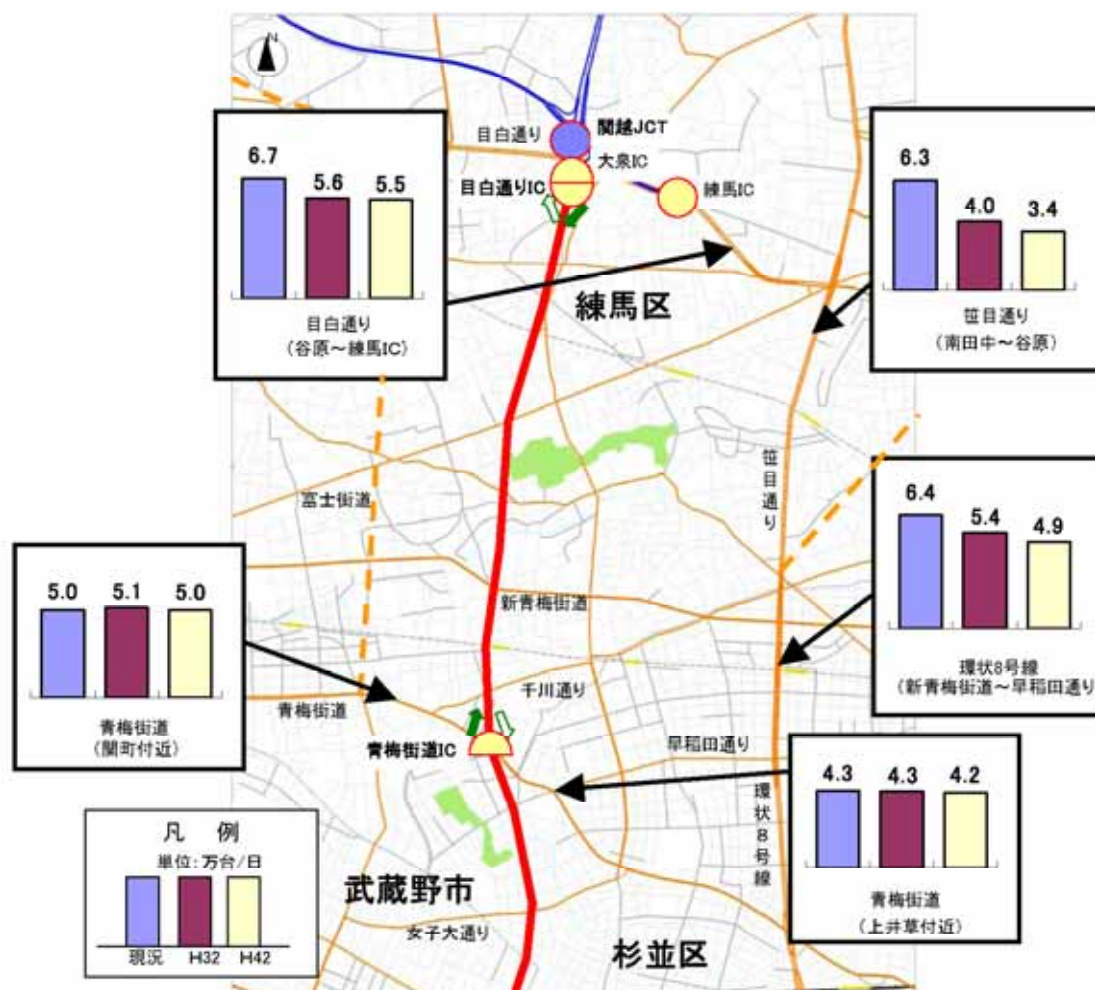 N
目白通り
関越JCT
大泉IC
目白通りIC
練馬IC
6.7
5.6
5.5
目白通り
（谷原～練馬IC）
6.3
4.0
3.4
笹目通り
（南田中～谷原）
練馬区
富士街道
笹目通り
6.4
5.4
4.9
環状8号線
（新青梅街道～早稲田通り
5.0
5.1
5.0
青梅街道
（関町付近）
新青梅街道
千川通り
青梅街道
青梅街道IC
早稲田通り
環状8号線
4.3
4.3
4.2
青梅街道
（上井草付近）
凡 例
単位：万台/日
現況 H32 H42
武蔵野市
女子大通り
杉並区